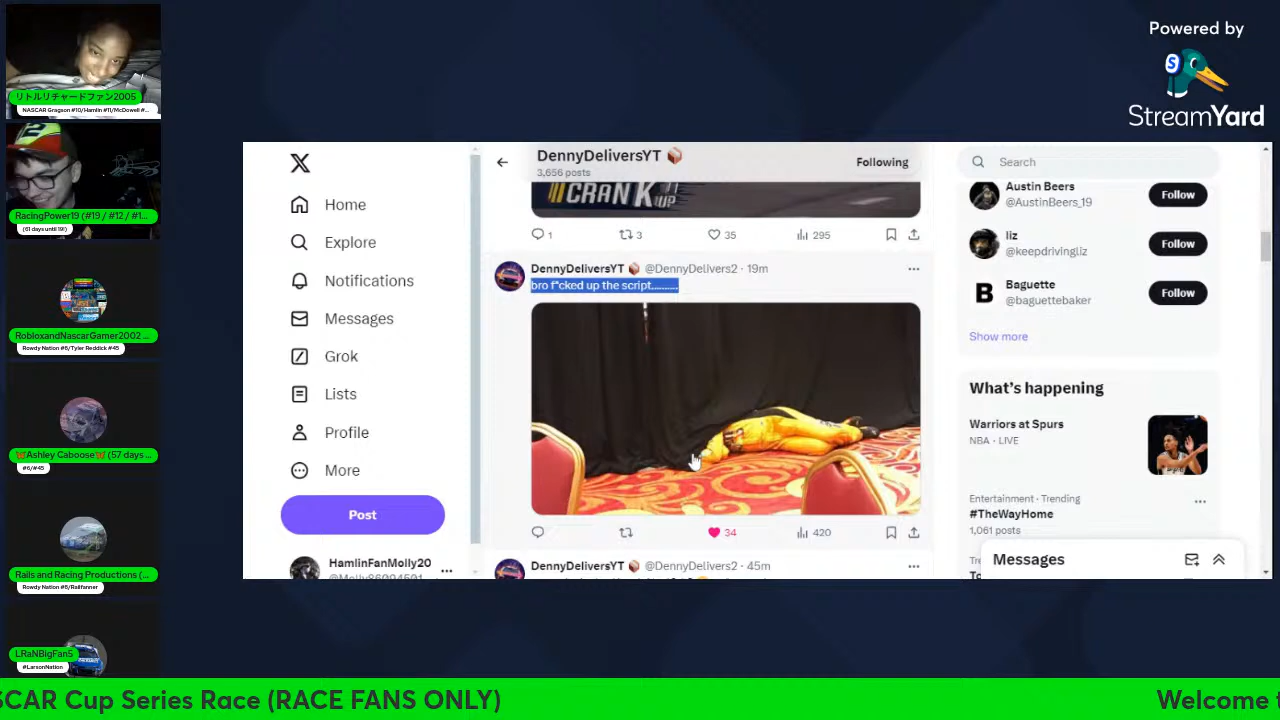 Powered by
StreamYard
リトルリチャードファン2005
NASCAR Gragson #10/Hamlin #11/McDowell #...
RacingPower19 (#19 / #12 / #1...
(61 days until 19!)
RobloxandNascarGamer2002 ...
Rowdy Nation #6/Tyler Reddick #45
🦋Ashley Caboose🦋 (57 days ...
#6/#45
Rails and Racing Productions (...
Rowdy Nation #6/Railfanner
LRaNBigFan5
#LarsonNation
Home
Explore
Notifications
Messages
Grok
Lists
Profile
More
Post
HamlinFanMolly20
DennyDeliversYT 📦
3,656 posts
Following
CRANK
UP
1
3
35
295
DennyDeliversYT 📦 @DennyDelivers2 · 19m
bro f*cked up the script..........
34
420
DennyDeliversYT 📦 @DennyDelivers2 · 45m
Search
Austin Beers
@AustinBeers_19
Follow
liz
@keepdrivingliz
Follow
B
Baguette
@baguettebaker
Follow
Show more
What's happening
Warriors at Spurs
NBA · LIVE
Entertainment · Trending
#TheWayHome
1,061 posts
Messages
SCAR Cup Series Race (RACE FANS ONLY)
Welcome